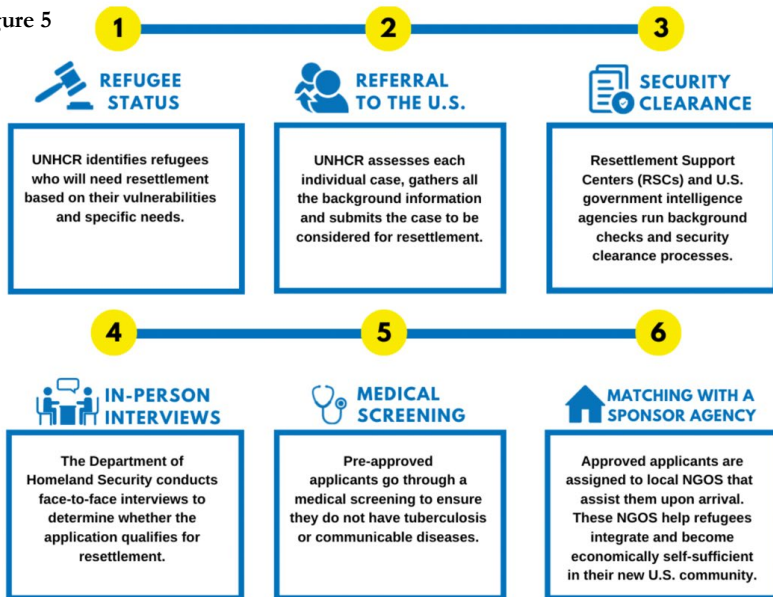 gure 5
1
2
3
REFUGEE
STATUS
UNHCR identifies refugees
who will need resettlement
based on their vulnerabilities
and specific needs.
REFERRAL
TO THE U.S.
UNHCR assesses each
individual case, gathers all
the background information
and submits the case to be
considered for resettlement.
SECURITY
CLEARANCE
Resettlement Support
Centers (RSCs) and U.S.
government intelligence
agencies run background
checks and security
clearance processes.
4
5
6
IN-PERSON
INTERVIEWS
The Department of
Homeland Security conducts
face-to-face interviews to
determine whether the
application qualifies for
resettlement.
MEDICAL
SCREENING
Pre-approved
applicants go through a
medical screening to ensure
they do not have tuberculosis
or communicable diseases.
MATCHING WITH A
SPONSOR AGENCY
Approved applicants are
assigned to local NGOS that
assist them upon arrival.
These NGOS help refugees
integrate and become
economically self-sufficient
in their new U.S. community.